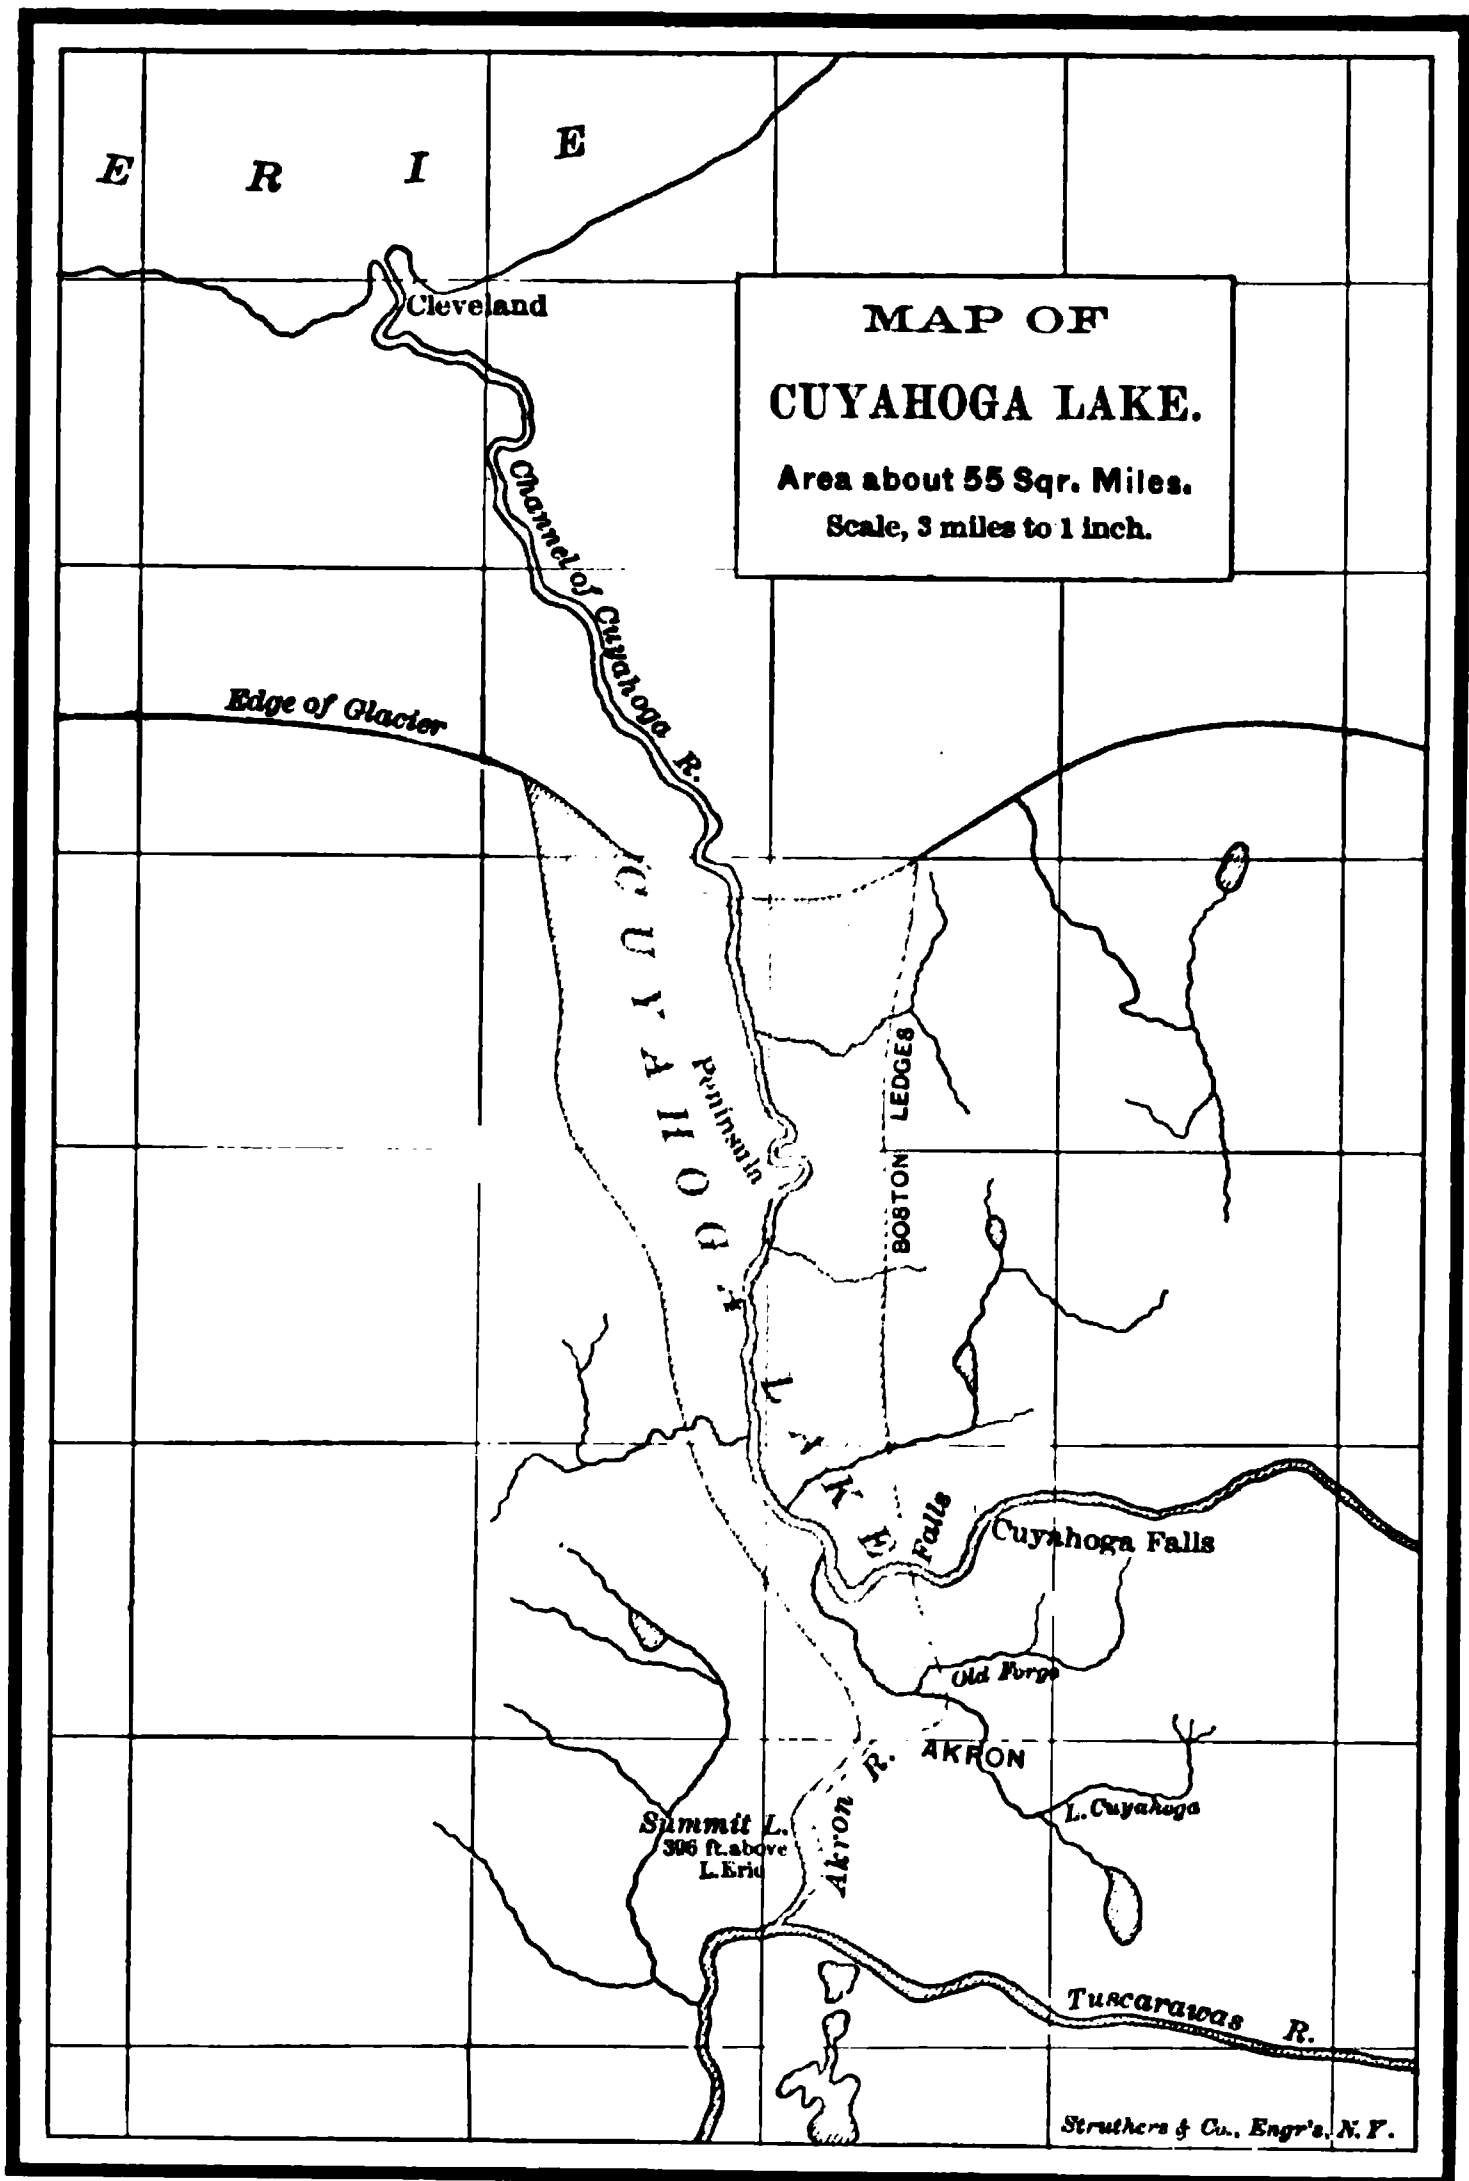 E R I E
Cleveland
MAP OF
CUYAHOGA LAKE.
Area about 55 Sqr. Miles.
Scale, 3 miles to 1 inch.
Channel of Cuyahoga R.
Edge of Glacier
CUYAHOGA LAKE
Peninsula
BOSTON LEDGES
Falls
Cuyahoga Falls
Old Forge
AKRON
Akron R.
L. Cuyahoga
Summit L.
396 ft. above
L. Erie
Tuscarawas R.
Struthers & Co., Engr's, N. Y.